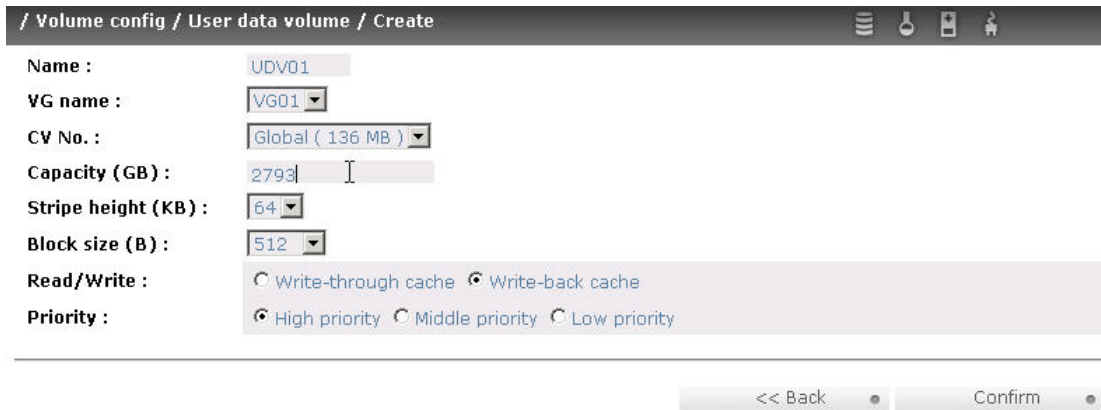 / Volume config / User data volume / Create
Name : UDV01
VG name : VG01
CV No. : Global ( 136 MB )
Capacity (GB) : 2793
Stripe height (KB) : 64
Block size (B) : 512
Read/Write : Write-through cache Write-back cache
Priority : High priority Middle priority Low priority
<< Back Confirm